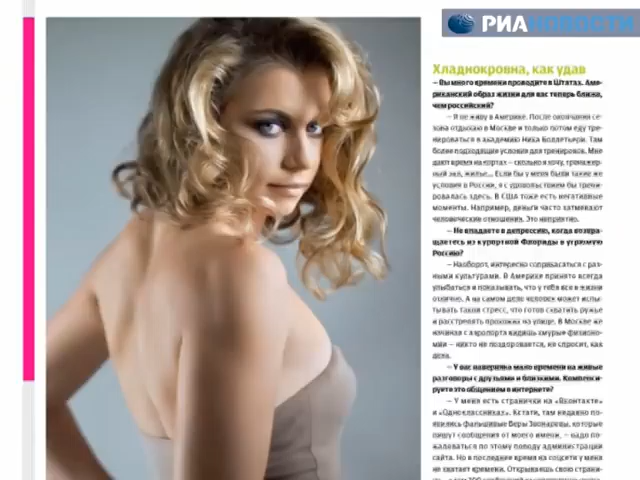 РИАНОВОСТИ
Хладнокровна, как удав
– Вы много времени проводите в Штатах. Аме-
риканский образ жизни для вас теперь ближе,
чем российский?
– Я не живу в Америке. После окончания се-
зона отдыхаю в Москве и только потом еду тре-
нироваться в академию Ника Боллетьери. Там
более подходящие условия для тренировок. Мне
дают время на кортах – сколько я хочу, тренажер-
ный зал, жилье... Если бы у меня были такие же
условия в России, я с удовольствием бы трени-
ровалась здесь. В США тоже есть негативные
моменты. Например, деньги часто затмевают
человеческие отношения. Это неприятно.
– Не впадаете в депрессию, когда возвра-
щаетесь из курортной Флориды в угрюмую
Россию?
– Наоборот, интересно соприкасаться с раз-
ными культурами. В Америке принято всегда
улыбаться и показывать, что у тебя все в жизни
отлично. А на самом деле человек может испы-
тывать такой стресс, что готов схватить ружье
и расстрелять прохожих на улице. В Москве же
начиная с аэропорта видишь хмурые физионо-
мии – никто не поздоровается, не спросит, как
дела.
– У вас наверняка мало времени на живые
разговоры с друзьями и близкими. Компенси-
руете это общением в интернете?
– У меня есть странички на «Вконтакте»
и «Одноклассниках». Кстати, там недавно по-
явились фальшивые Веры Звонаревы, которые
пишут сообщения от моего имени, – надо по-
жаловаться по этому поводу администрации
сайта. Но в последнее время на соцсети у меня
не хватает времени. Открываешь свою страни-